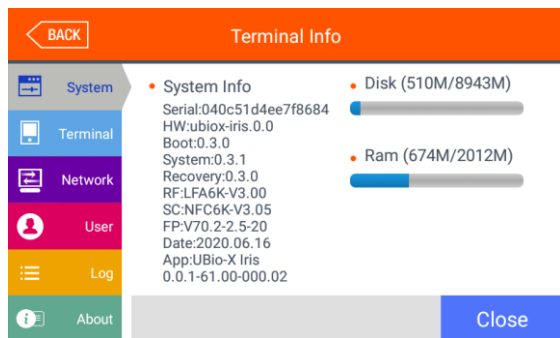 BACK
Terminal Info
System
Terminal
Network
User
Log
About
System Info
Serial:040c51d4ee7f8684
HW:ubiox-iris.0.0
Boot:0.3.0
System:0.3.1
Recovery:0.3.0
RF:LFA6K-V3.00
SC:NFC6K-V3.05
FP:V70.2-2.5-20
Date:2020.06.16
App:UBio-X Iris
0.0.1-61.00-000.02
Disk (510M/8943M)
Ram (674M/2012M)
Close